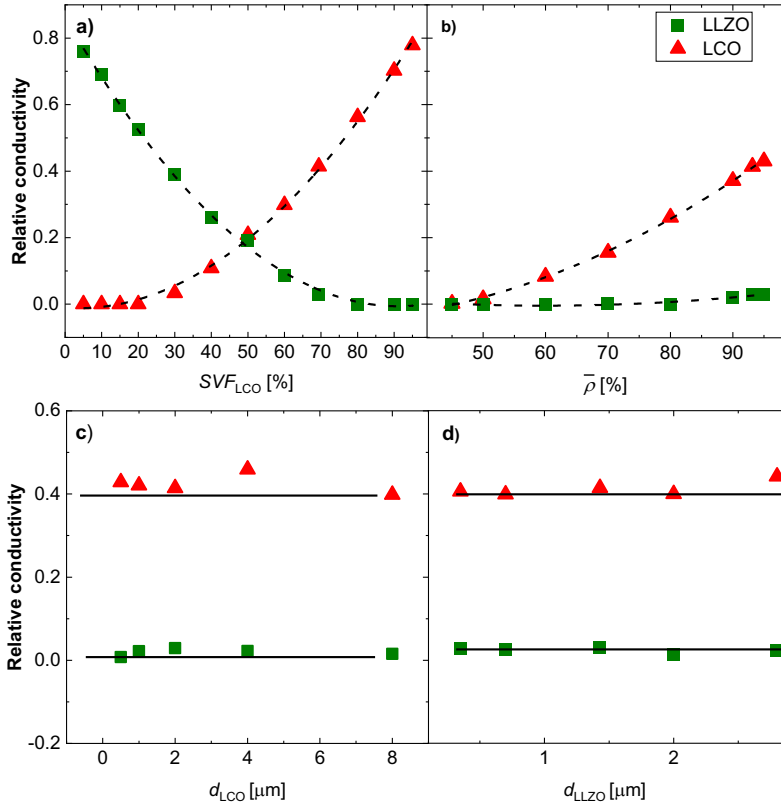 a)
b)
LLZO
LCO
Relative conductivity
0.8
0.6
0.4
0.2
0.0
0 10 20 30 40 50 60 70 80 90
50 60 70 80 90
SVF_LCO [%]
ρ̅ [%]
c)
d)
Relative conductivity
0.6
0.4
0.2
0.0
-0.2
0 2 4 6 8
1 2
d_LCO [μm]
d_LLZO [μm]